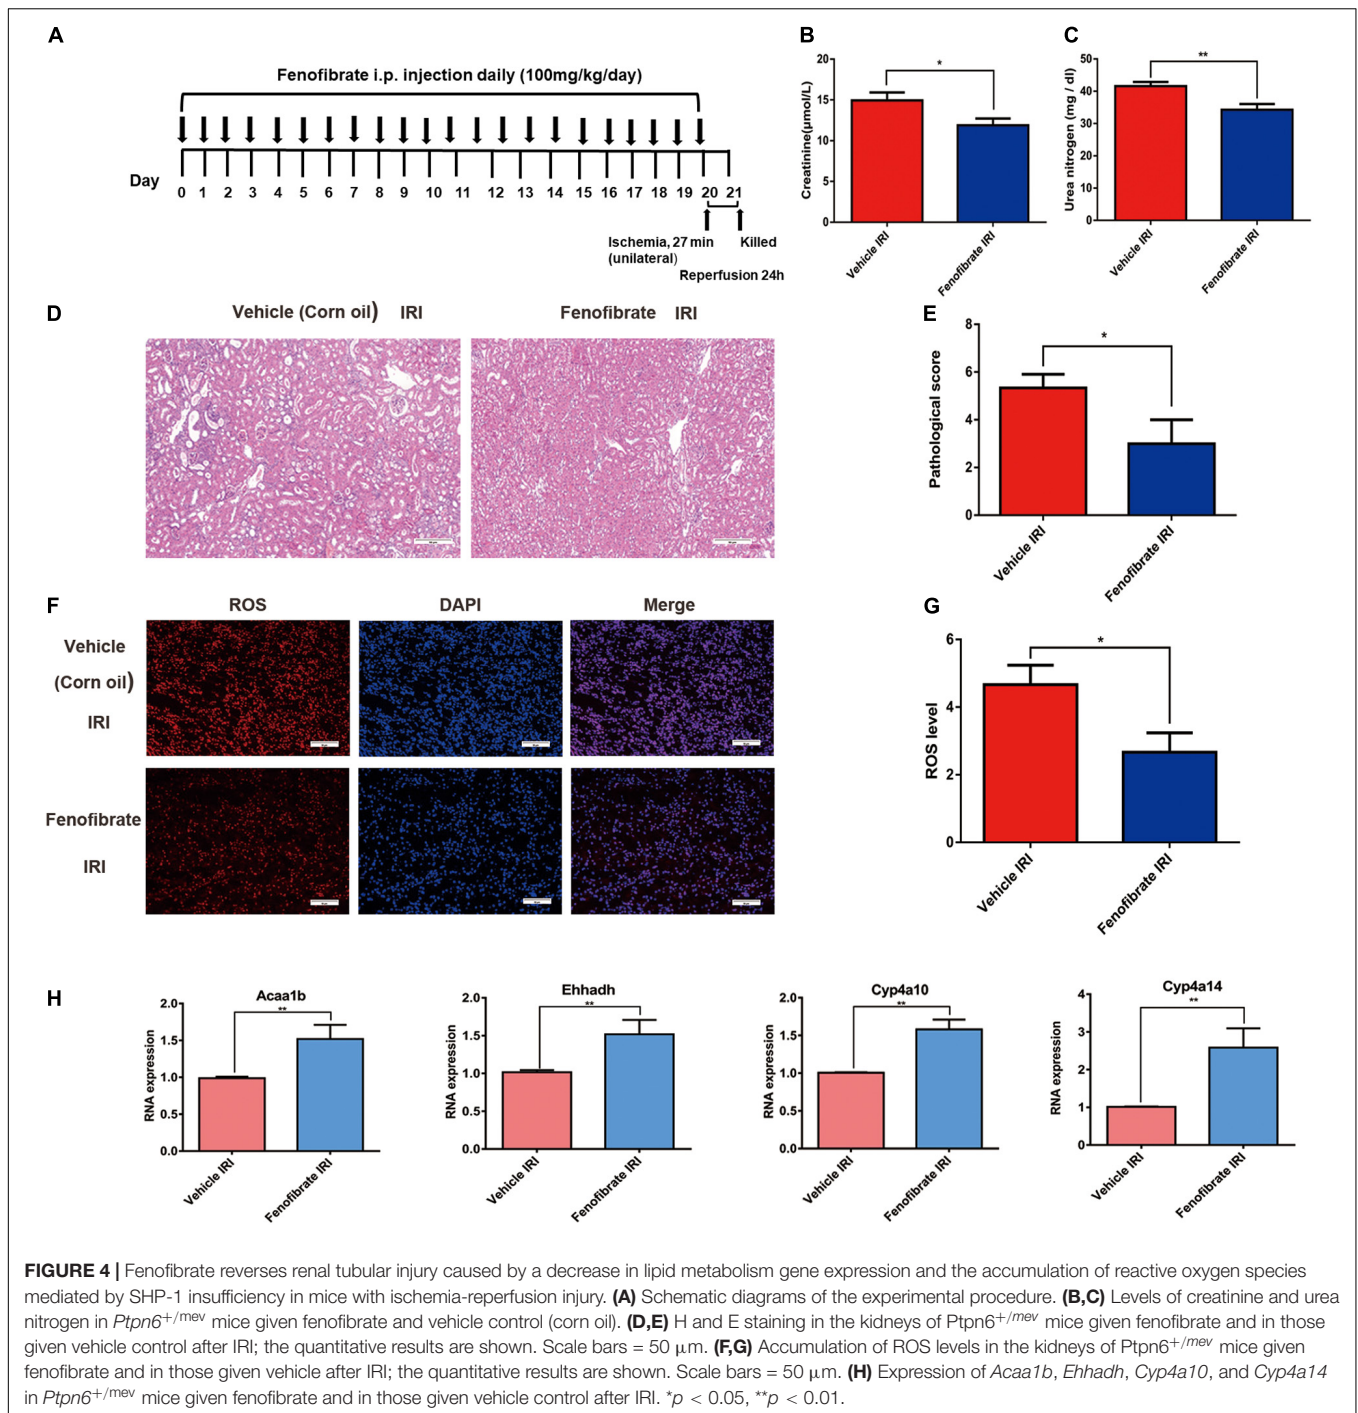 A
Fenofibrate i.p. injection daily (100mg/kg/day)
Day
0 1 2 3 4 5 6 7 8 9 10 11 12 13 14 15 16 17 18 19 20 21
Ischemia, 27 min
(unilateral)
Killed
Reperfusion 24h
B
Creatinine(μmol/L)
20
15
10
5
0
*
Vehicle IRI
Fenofibrate IRI
C
Urea nitrogen (mg / dl)
50
40
30
20
10
0
**
Vehicle IRI
Fenofibrate IRI
D
Vehicle (Corn oil) IRI
Fenofibrate IRI
E
Pathological score
8
6
4
2
0
*
Vehicle IRI
Fenofibrate IRI
F
ROS
DAPI
Merge
Vehicle
(Corn oil)
IRI
Fenofibrate
IRI
G
ROS level
6
4
2
0
*
Vehicle IRI
Fenofibrate IRI
H
Acaa1b
RNA expression
2.0
1.5
1.0
0.5
0.0
**
Vehicle IRI
Fenofibrate IRI
Ehhadh
RNA expression
2.0
1.5
1.0
0.5
0.0
**
Vehicle IRI
Fenofibrate IRI
Cyp4a10
RNA expression
2.0
1.5
1.0
0.5
0.0
**
Vehicle IRI
Fenofibrate IRI
Cyp4a14
RNA expression
4
3
2
1
0
**
Vehicle IRI
Fenofibrate IRI
FIGURE 4 | Fenofibrate reverses renal tubular injury caused by a decrease in lipid metabolism gene expression and the accumulation of reactive oxygen species
mediated by SHP-1 insufficiency in mice with ischemia-reperfusion injury. (A) Schematic diagrams of the experimental procedure. (B,C) Levels of creatinine and urea
nitrogen in Ptpn6+/mev mice given fenofibrate and vehicle control (corn oil). (D,E) H and E staining in the kidneys of Ptpn6+/mev mice given fenofibrate and in those
given vehicle control after IRI; the quantitative results are shown. Scale bars = 50 μm. (F,G) Accumulation of ROS levels in the kidneys of Ptpn6+/mev mice given
fenofibrate and in those given vehicle after IRI; the quantitative results are shown. Scale bars = 50 μm. (H) Expression of Acaa1b, Ehhadh, Cyp4a10, and Cyp4a14
in Ptpn6+/mev mice given fenofibrate and in those given vehicle control after IRI. *p < 0.05, **p < 0.01.